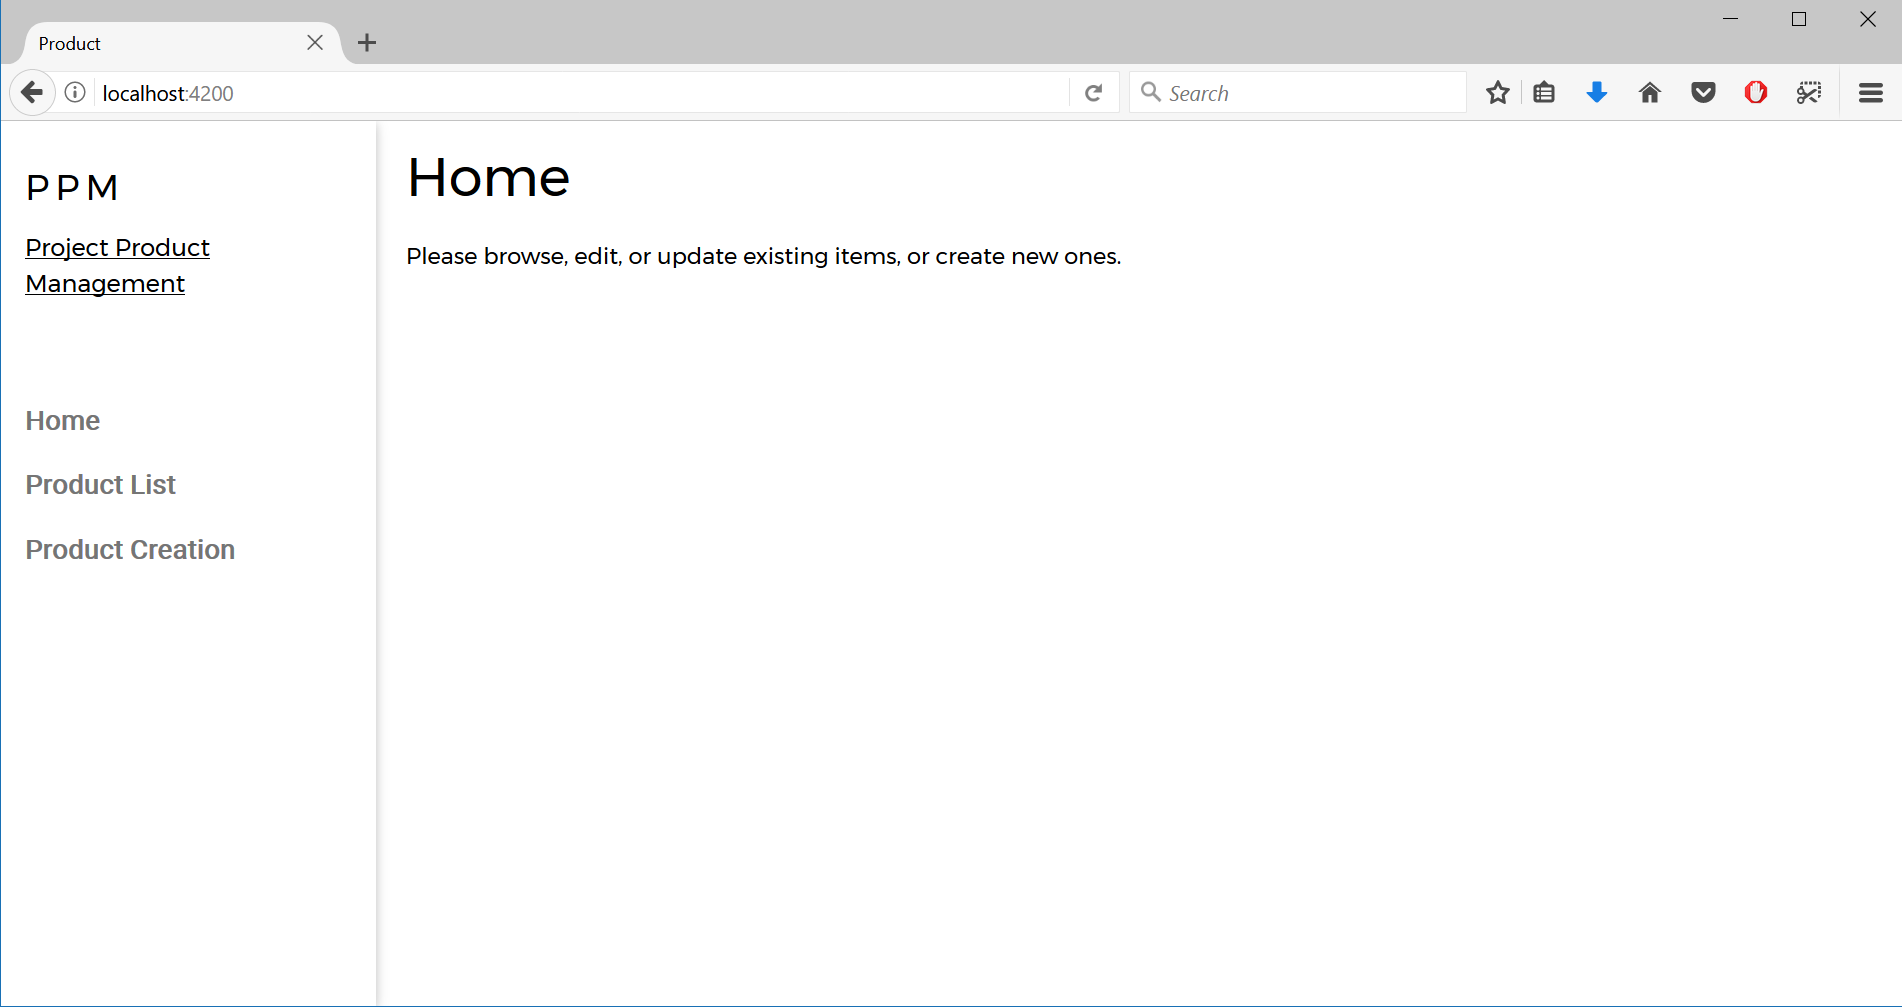 Product
localhost:4200
Search
PPM
Project Product
Management
Home
Product List
Product Creation
Home
Please browse, edit, or update existing items, or create new ones.